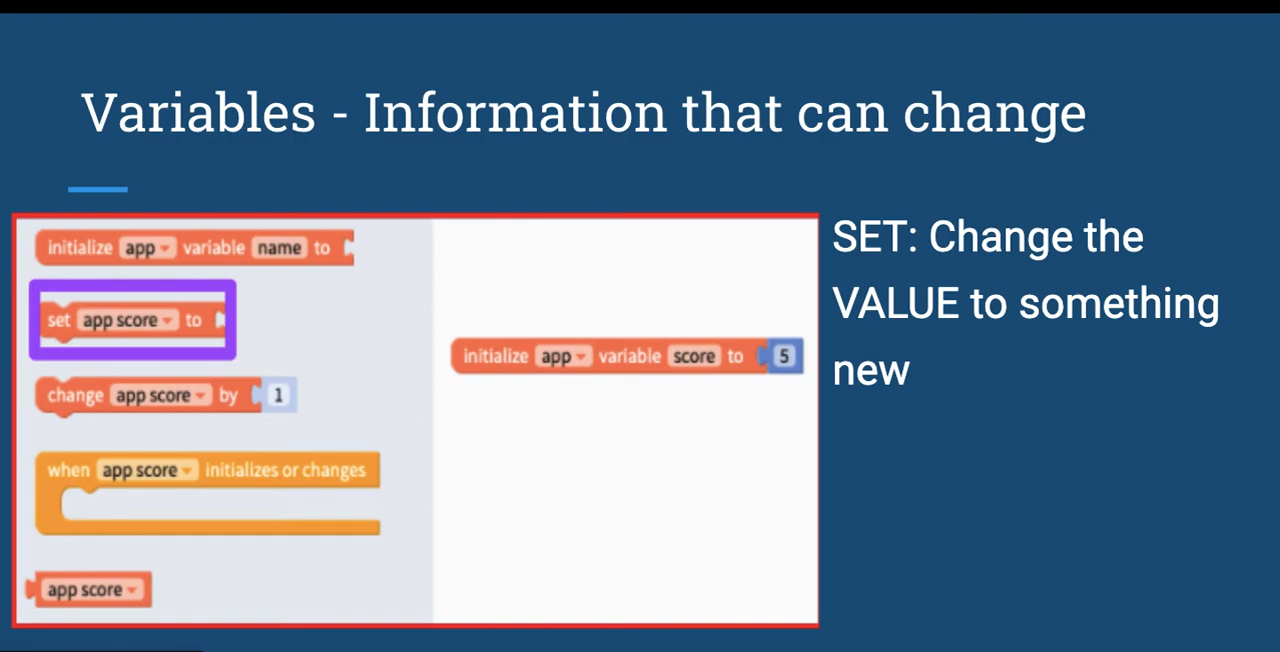 Variables - Information that can change
initialize app variable name to
set app score to
change app score by 1
when app score initializes or changes
app score
initialize app variable score to 5
SET: Change the
VALUE to something
new